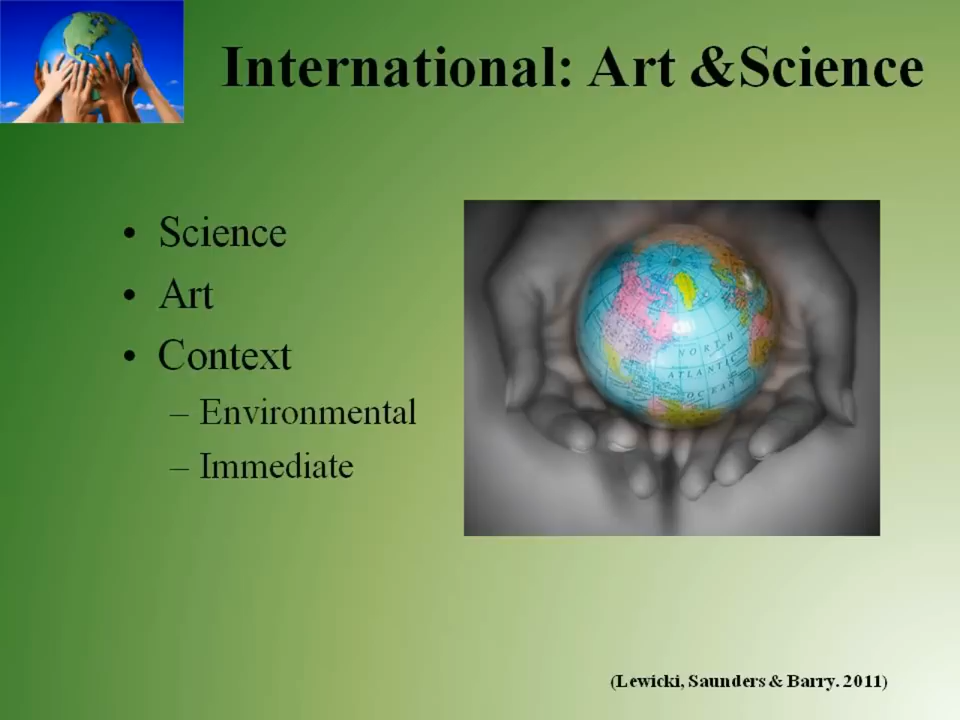 International: Art &Science
• Science
• Art
• Context
– Environmental
– Immediate
NORTH
ATLANTIC
OCEAN
(Lewicki, Saunders & Barry. 2011)